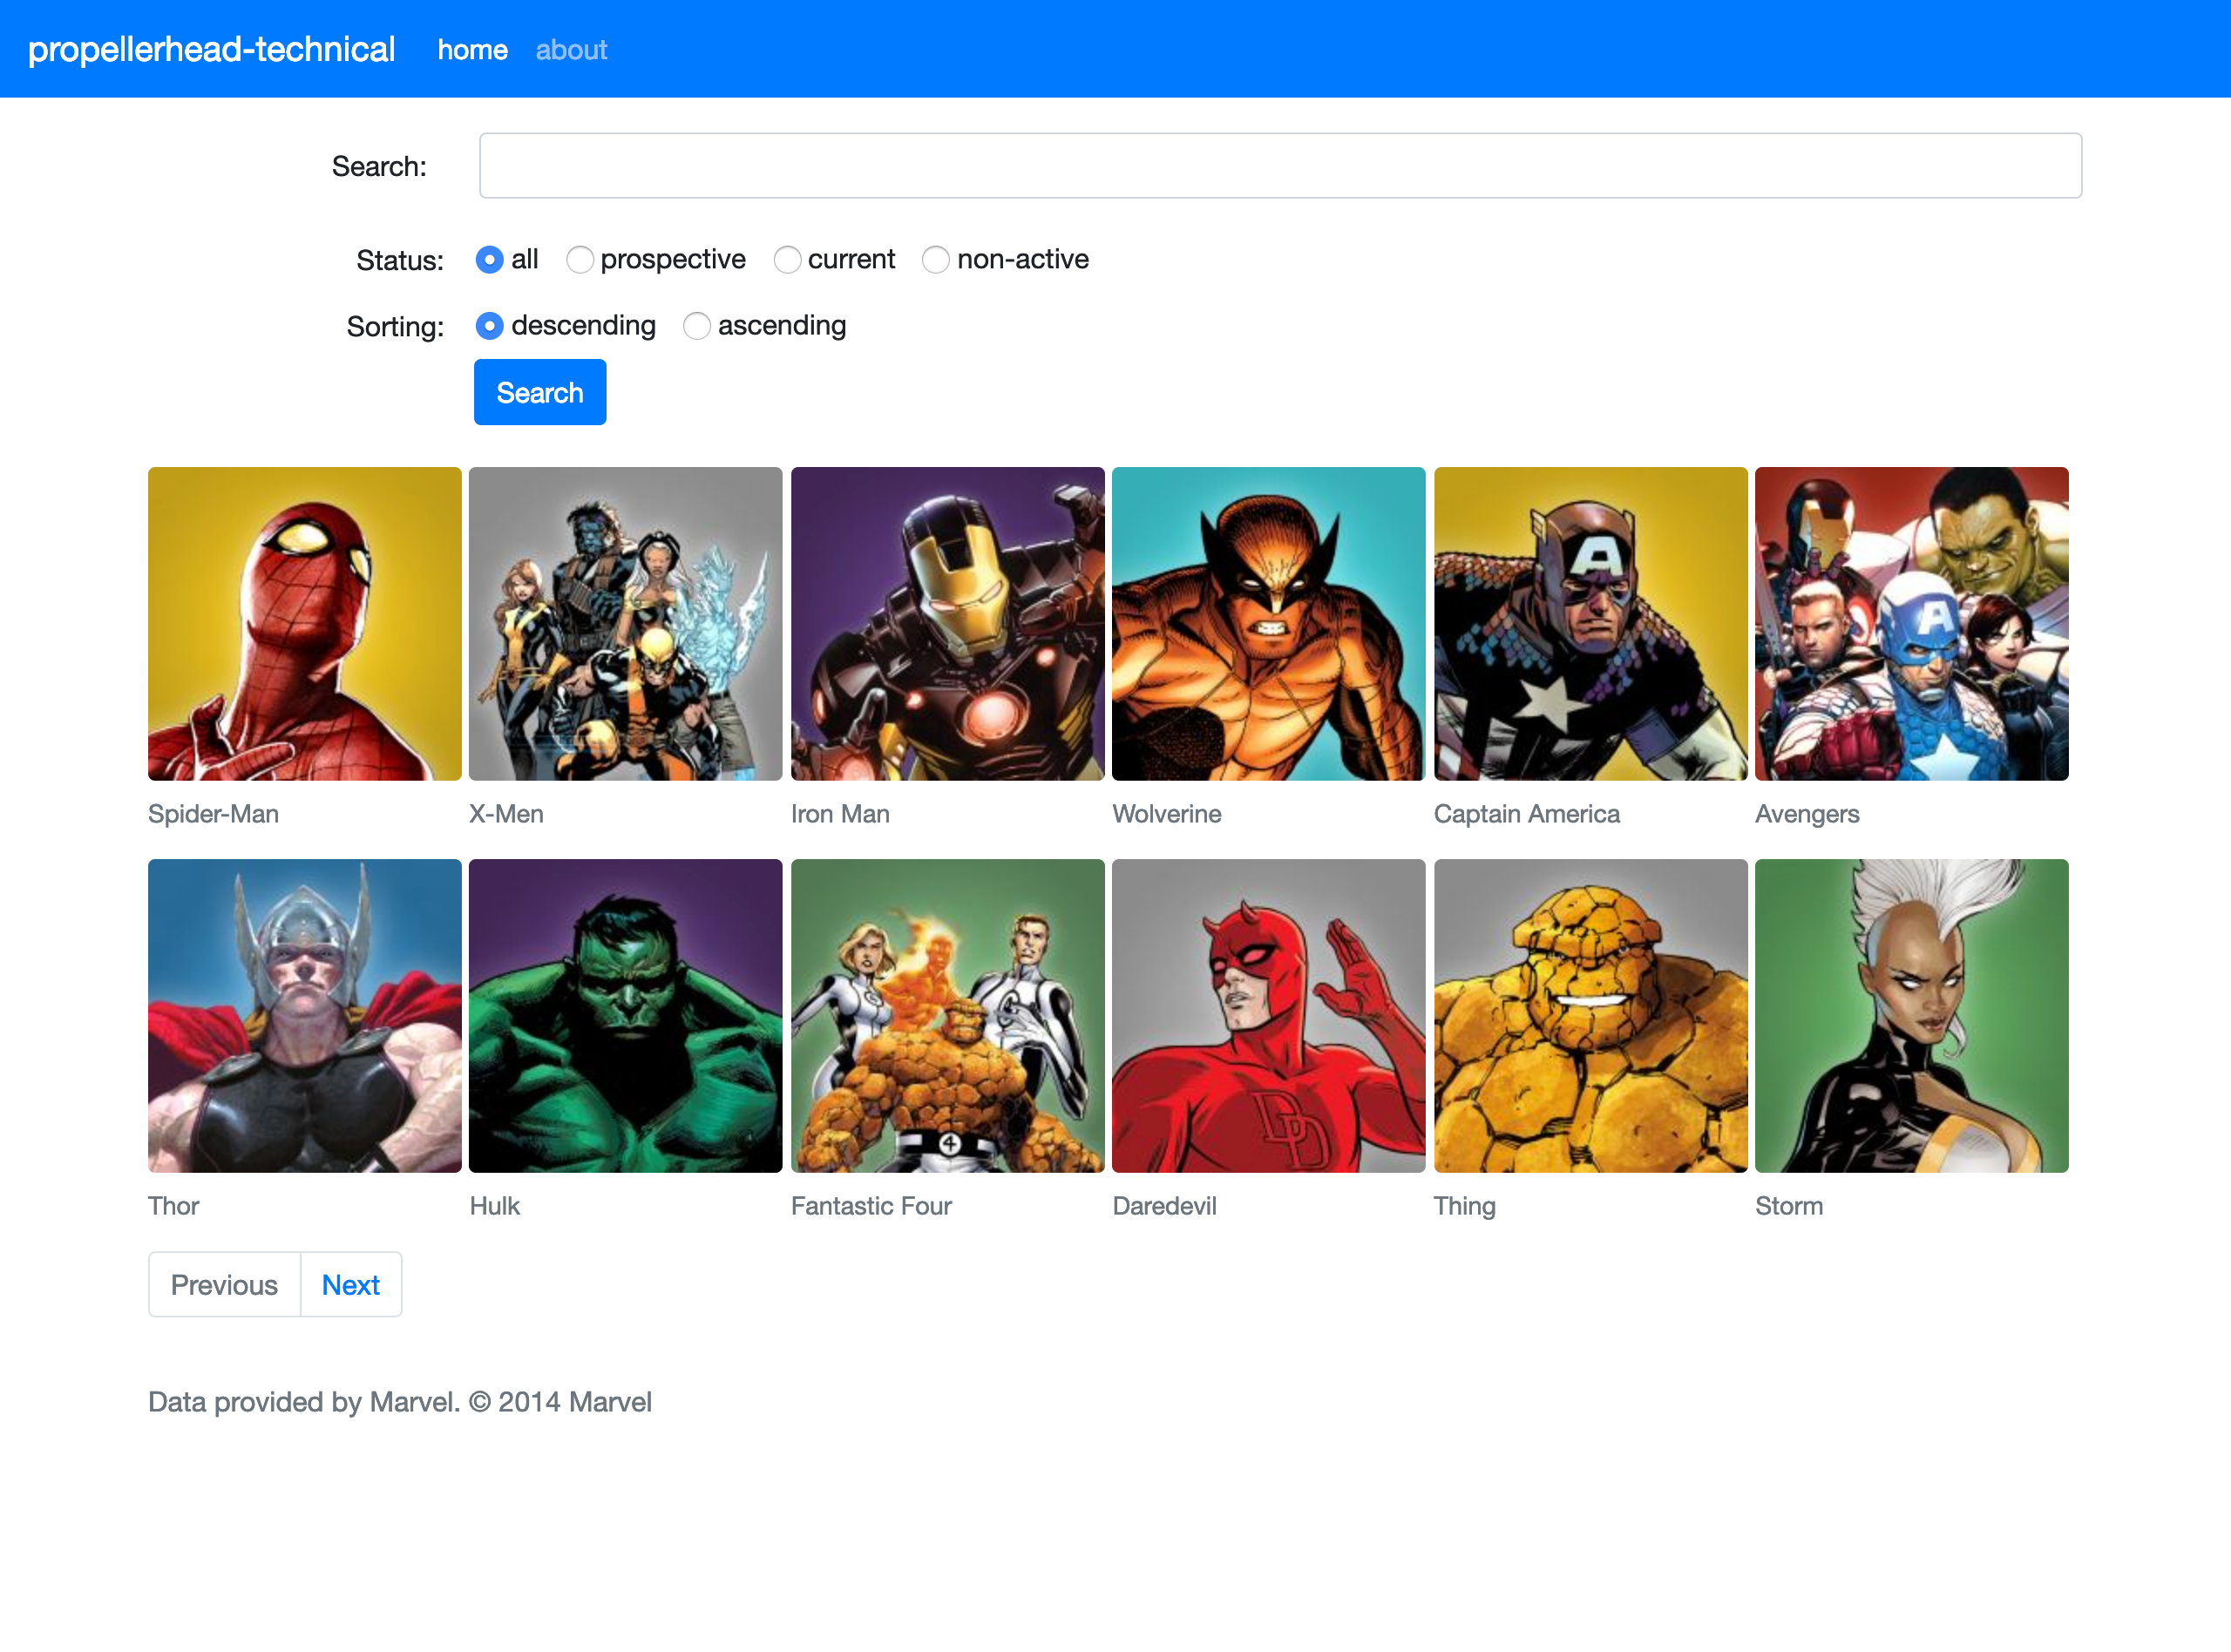 propellerhead-technical home about
Search:
Status: all prospective current non-active
Sorting: descending ascending
Search
A
A
Spider-Man X-Men Iron Man Wolverine Captain America Avengers
4
DD
Thor Hulk Fantastic Four Daredevil Thing Storm
Previous Next
Data provided by Marvel. © 2014 Marvel